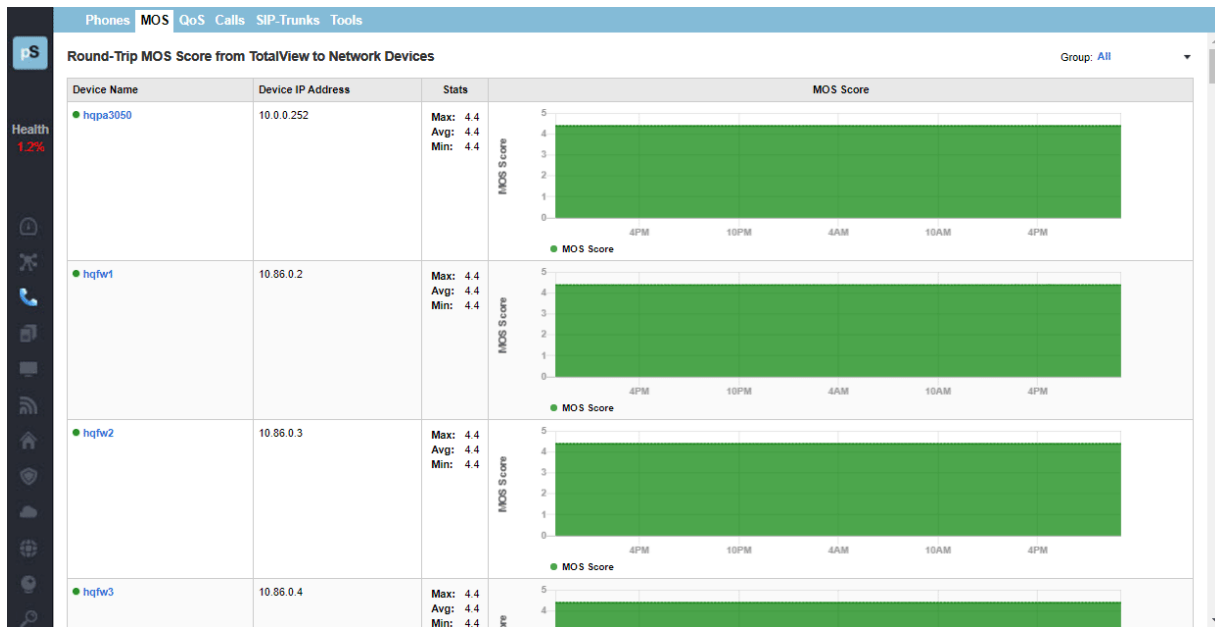 Phones MOS QoS Calls SIP-Trunks Tools
pS
Round-Trip MOS Score from TotalView to Network Devices
Group: All
Device Name Device IP Address Stats MOS Score
Health
1.2%
hqpa3050 10.0.0.252
Max: 4.4
Avg: 4.4
Min: 4.4
MOS Score
5
4
3
2
1
0
4PM 10PM 4AM 10AM 4PM
MOS Score
hqfw1 10.86.0.2
Max: 4.4
Avg: 4.4
Min: 4.4
MOS Score
5
4
3
2
1
0
4PM 10PM 4AM 10AM 4PM
MOS Score
hqfw2 10.86.0.3
Max: 4.4
Avg: 4.4
Min: 4.4
MOS Score
5
4
3
2
1
0
4PM 10PM 4AM 10AM 4PM
MOS Score
hqfw3 10.86.0.4
Max: 4.4
Avg: 4.4
Min: 4.4
5
4